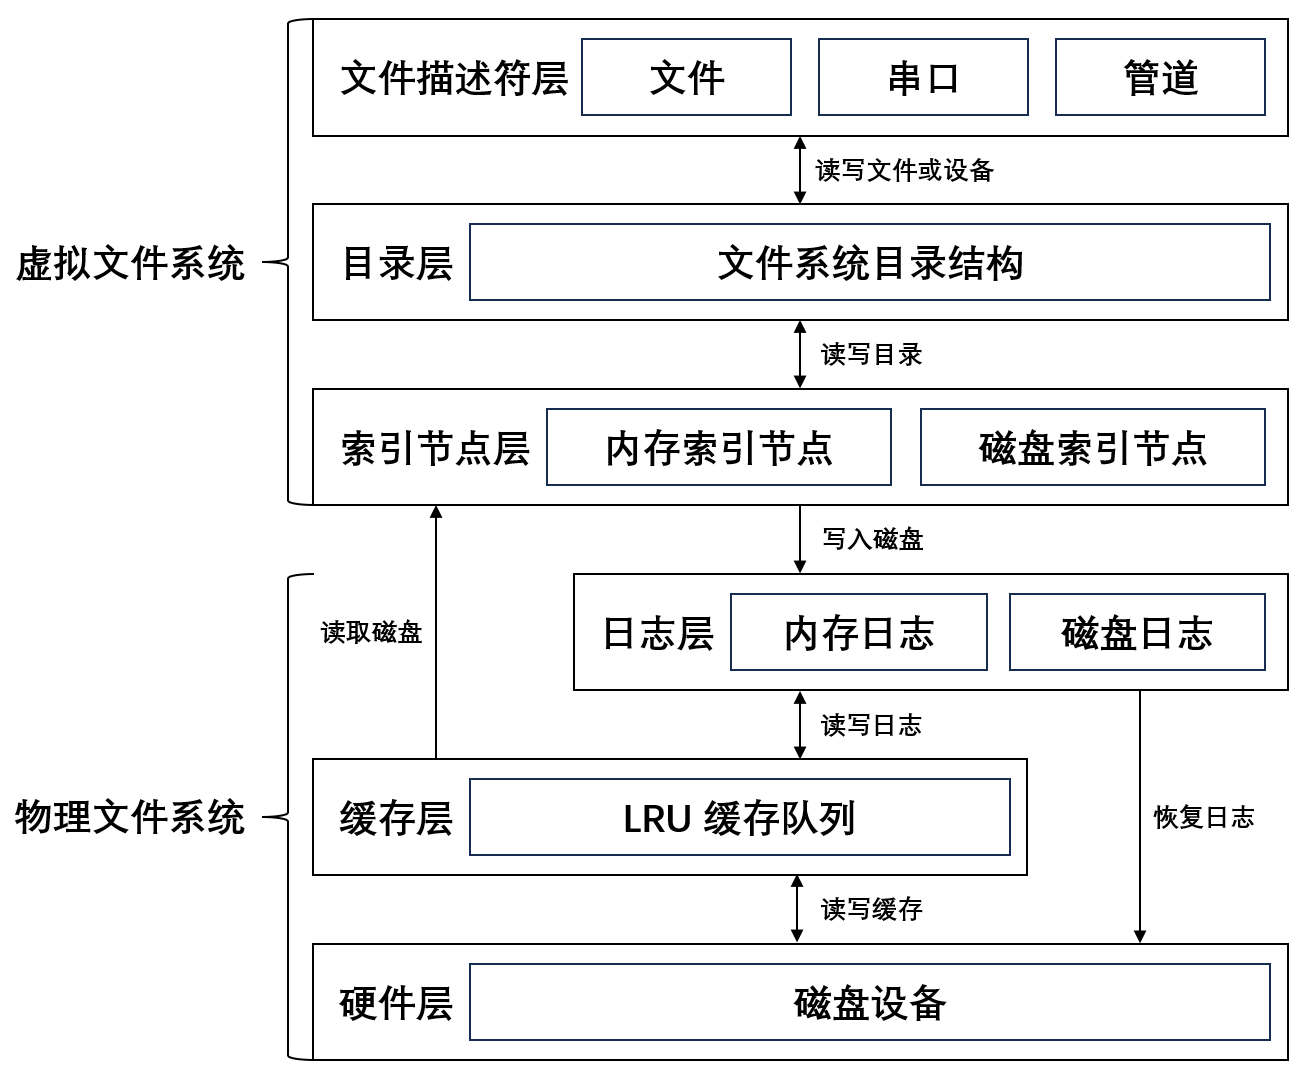 文件描述符层
文件
串口
管道
读写文件或设备
虚拟文件系统
目录层
文件系统目录结构
读写目录
索引节点层
内存索引节点
磁盘索引节点
写入磁盘
读取磁盘
日志层
内存日志
磁盘日志
读写日志
物理文件系统
缓存层
LRU 缓存队列
恢复日志
读写缓存
硬件层
磁盘设备